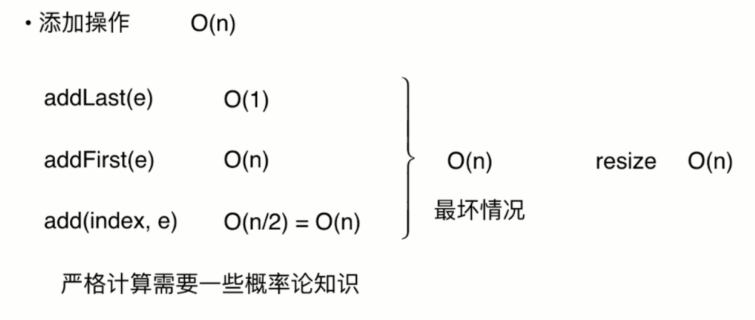 • 添加操作 O(n)
addLast(e) O(1)
addFirst(e) O(n)
O(n) resize O(n)
add(index, e) O(n/2) = O(n)
最坏情况
严格计算需要一些概率论知识